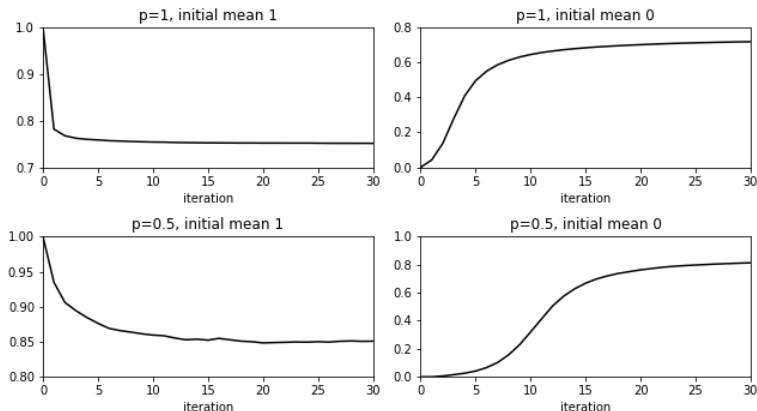 p=1, initial mean 1
1.0
0.9
0.8
0.7
0 5 10 15 20 25 30
iteration
p=1, initial mean 0
0.8
0.6
0.4
0.2
0.0
0 5 10 15 20 25 30
iteration
p=0.5, initial mean 1
1.00
0.95
0.90
0.85
0.80
0 5 10 15 20 25 30
iteration
p=0.5, initial mean 0
1.0
0.8
0.6
0.4
0.2
0.0
0 5 10 15 20 25 30
iteration